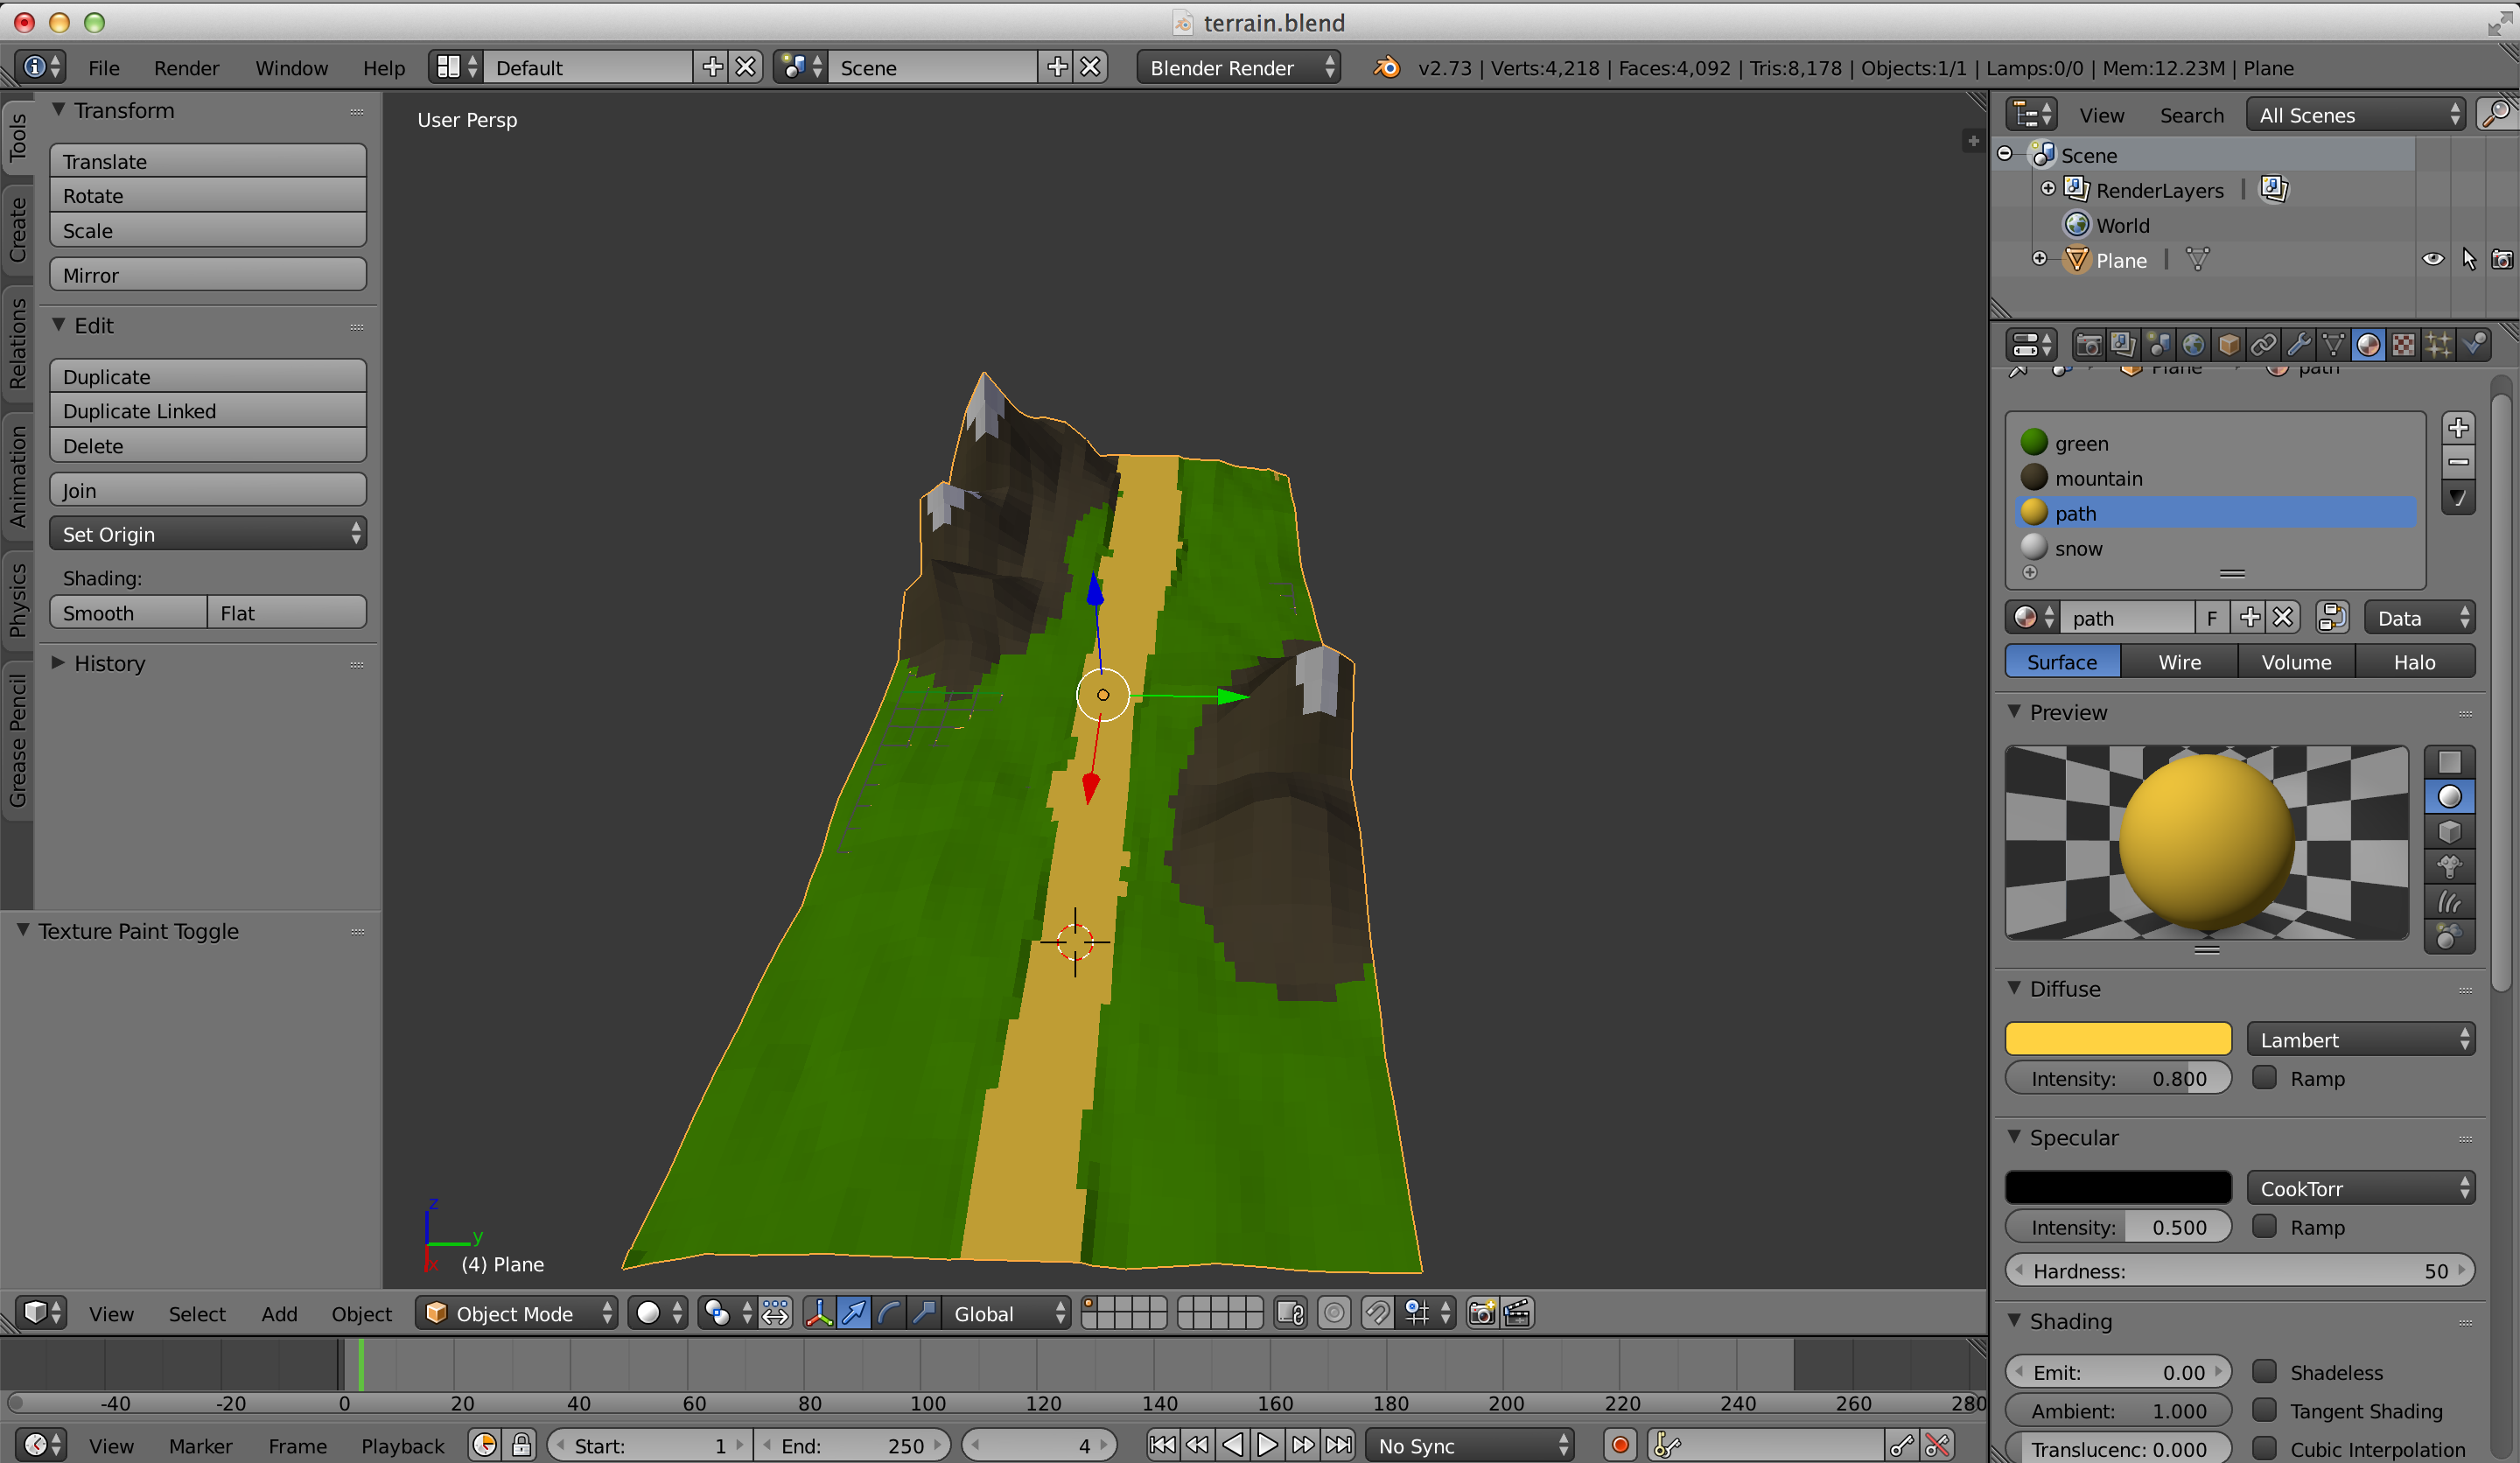 terrain.blend
File Render Window Help Default Scene Blender Render v2.73 | Verts:4,218 | Faces:4,092 | Tris:8,178 | Objects:1/1 | Lamps:0/0 | Mem:12.23M | Plane
Tools
Create
Relations
Animation
Physics
Grease Pencil
Transform
Translate
Rotate
Scale
Mirror
Edit
Duplicate
Duplicate Linked
Delete
Join
Set Origin
Shading:
Smooth Flat
History
Texture Paint Toggle
User Persp
z
y
x
(4) Plane
View Select Add Object Object Mode Global
-40 -20 0 20 40 60 80 100 120 140 160 180 200 220 240 260 280
View Marker Frame Playback Start: 1 End: 250 4 No Sync
View Search All Scenes
Scene
RenderLayers
World
Plane
Plane path
green
mountain
path
snow
path F Data
Surface Wire Volume Halo
Preview
Diffuse
Lambert
Intensity: 0.800 Ramp
Specular
CookTorr
Intensity: 0.500 Ramp
Hardness: 50
Shading
Emit: 0.00 Shadeless
Ambient: 1.000 Tangent Shading
Translucenc: 0.000 Cubic Interpolation